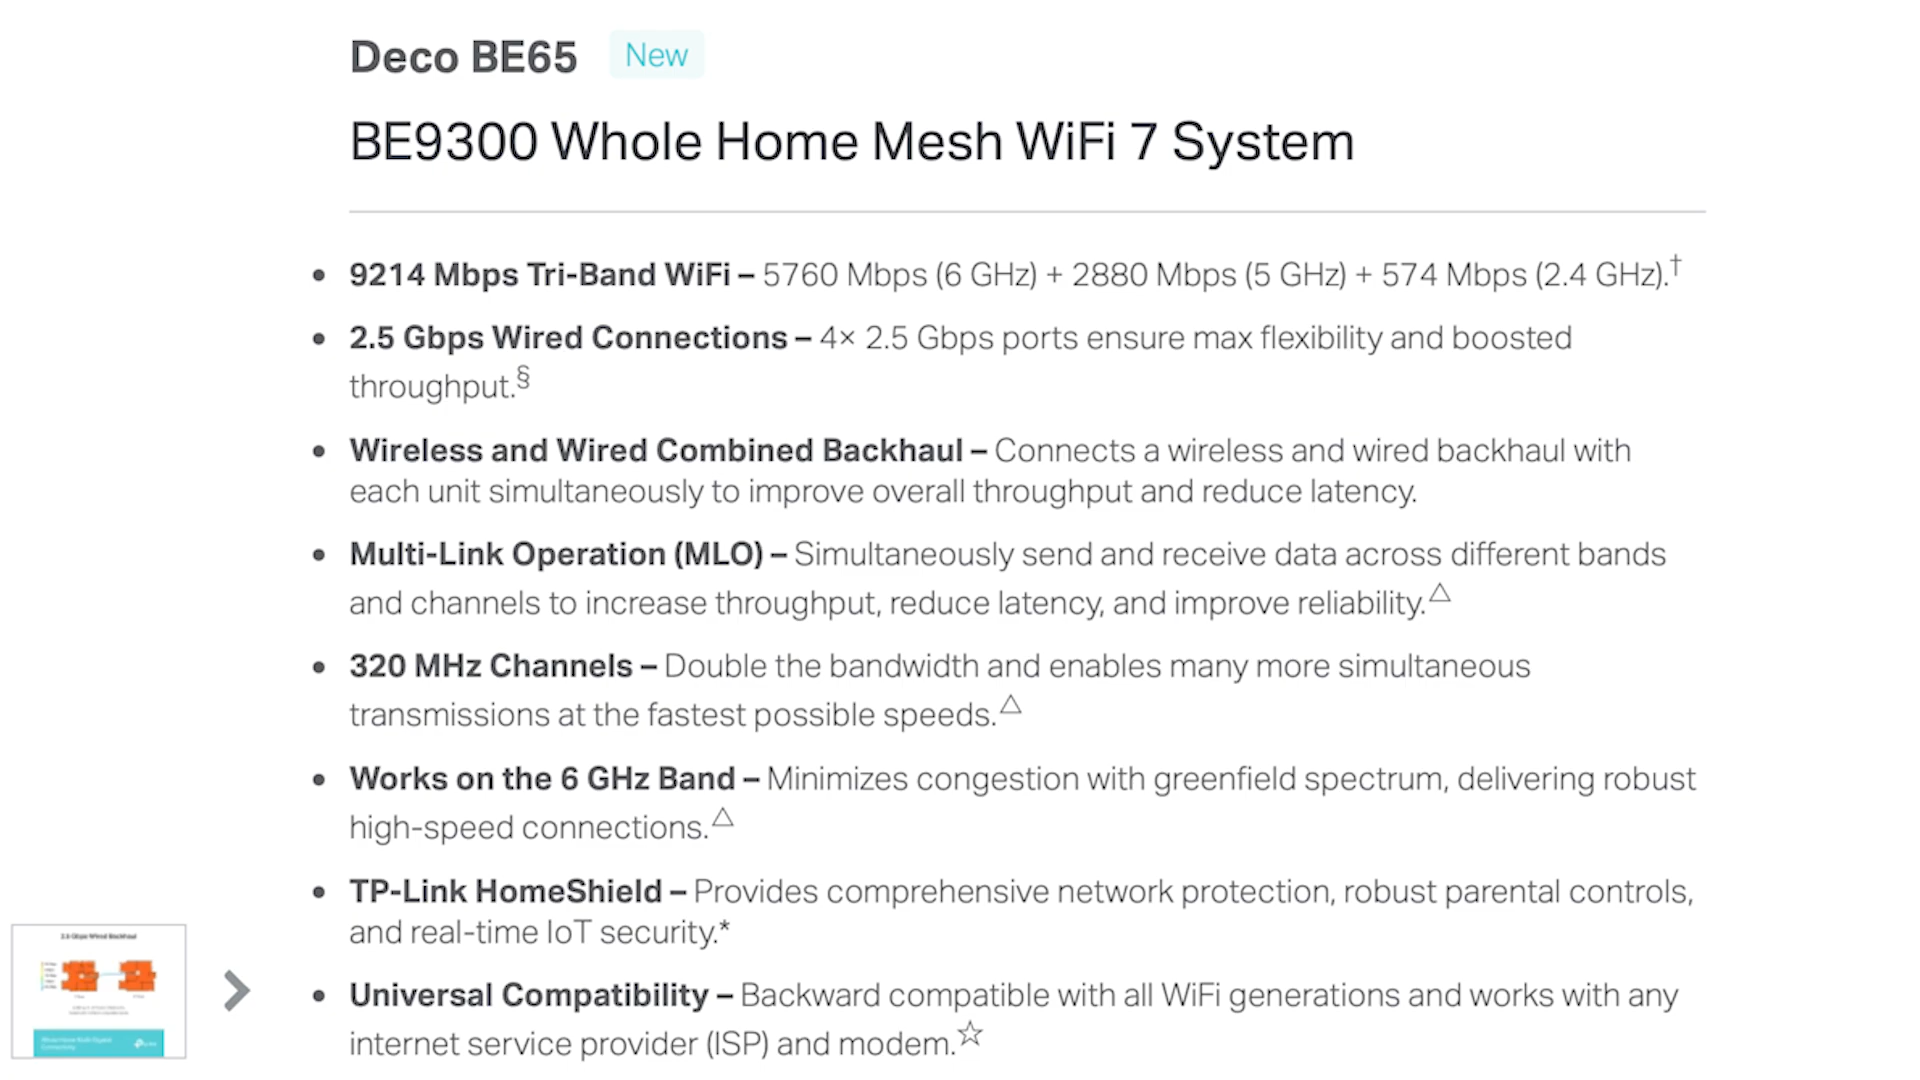 Deco BE65 New
BE9300 Whole Home Mesh WiFi 7 System
• 9214 Mbps Tri-Band WiFi – 5760 Mbps (6 GHz) + 2880 Mbps (5 GHz) + 574 Mbps (2.4 GHz).†
• 2.5 Gbps Wired Connections – 4× 2.5 Gbps ports ensure max flexibility and boosted
throughput.§
• Wireless and Wired Combined Backhaul – Connects a wireless and wired backhaul with
each unit simultaneously to improve overall throughput and reduce latency.
• Multi-Link Operation (MLO) – Simultaneously send and receive data across different bands
and channels to increase throughput, reduce latency, and improve reliability.△
• 320 MHz Channels – Double the bandwidth and enables many more simultaneous
transmissions at the fastest possible speeds.△
• Works on the 6 GHz Band – Minimizes congestion with greenfield spectrum, delivering robust
high-speed connections.△
• TP-Link HomeShield – Provides comprehensive network protection, robust parental controls,
and real-time IoT security.*
• Universal Compatibility – Backward compatible with all WiFi generations and works with any
internet service provider (ISP) and modem.☆
2.5 Gbps Wired Backhaul